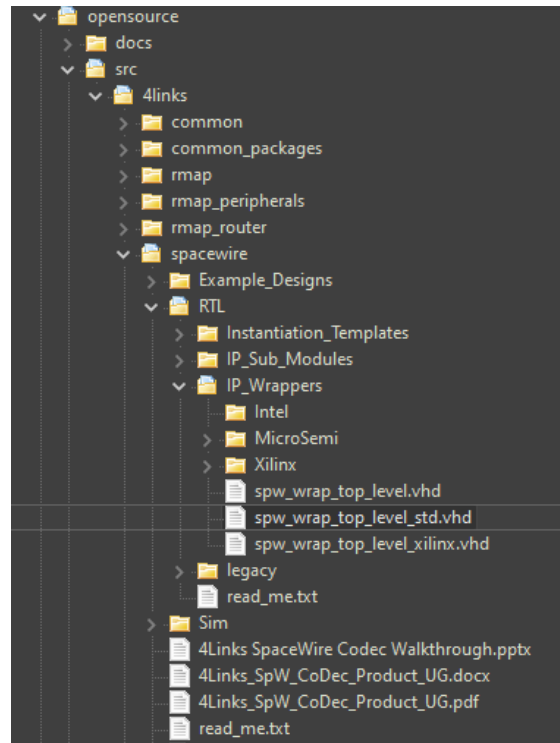 opensource
docs
src
4links
common
common_packages
rmap
rmap_peripherals
rmap_router
spacewire
Example_Designs
RTL
Instantiation_Templates
IP_Sub_Modules
IP_Wrappers
Intel
MicroSemi
Xilinx
spw_wrap_top_level.vhd
spw_wrap_top_level_std.vhd
spw_wrap_top_level_xilinx.vhd
legacy
read_me.txt
Sim
4Links SpaceWire Codec Walkthrough.pptx
4Links_SpW_CoDec_Product_UG.docx
4Links_SpW_CoDec_Product_UG.pdf
read_me.txt